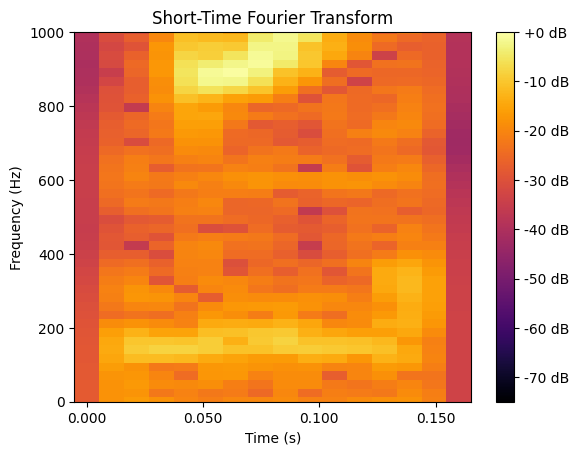 Short-Time Fourier Transform
1000
800
600
400
200
0
Frequency (Hz)
0.000
0.050
0.100
0.150
Time (s)
+0 dB
-10 dB
-20 dB
-30 dB
-40 dB
-50 dB
-60 dB
-70 dB